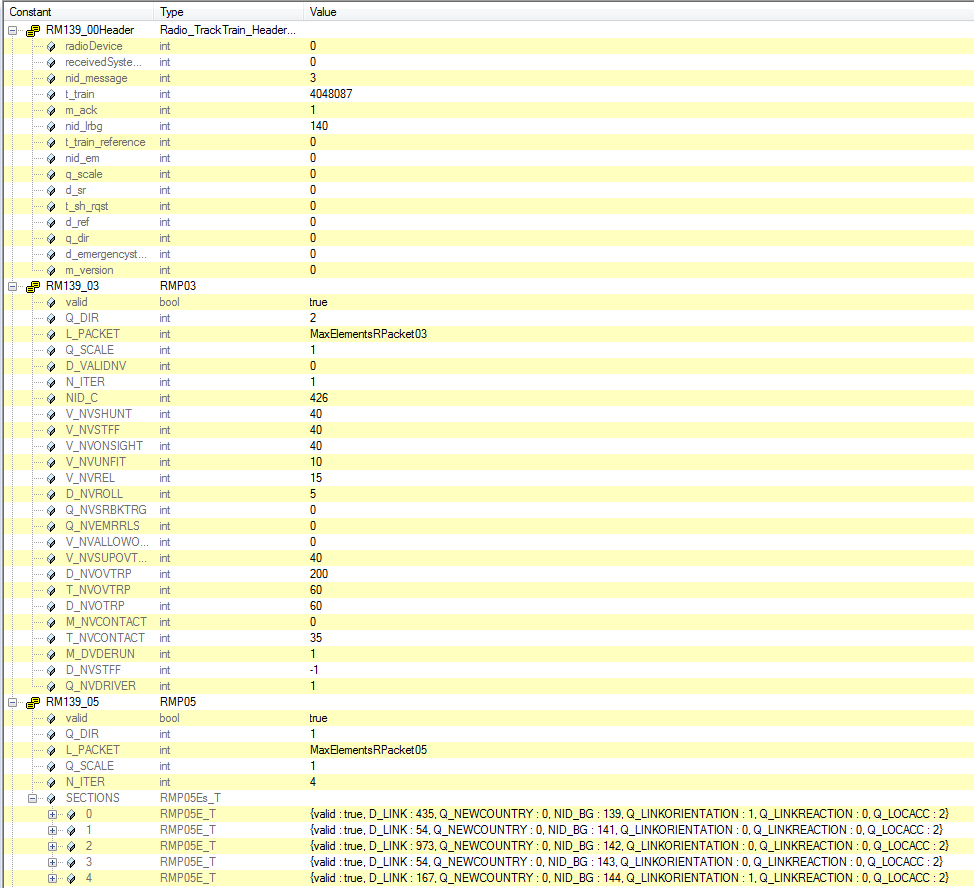 Constant Type Value
RM139_00Header Radio_TrackTrain_Header...
radioDevice int 0
receivedSyste... int 0
nid_message int 3
t_train int 4048087
m_ack int 1
nid_lrbg int 140
t_train_reference int 0
nid_em int 0
q_scale int 0
d_sr int 0
t_sh_rqst int 0
d_ref int 0
q_dir int 0
d_emergencyst... int 0
m_version int 0
RM139_03 RMP03
valid bool true
Q_DIR int 2
L_PACKET int MaxElementsRPacket03
Q_SCALE int 1
D_VALIDNV int 0
N_ITER int 1
NID_C int 426
V_NVSHUNT int 40
V_NVSTFF int 40
V_NVONSIGHT int 40
V_NVUNFIT int 10
V_NVREL int 15
D_NVROLL int 5
Q_NVSRBKTRG int 0
Q_NVEMRRLS int 0
V_NVALLOWO... int 0
V_NVSUPOVT... int 40
D_NVOVTRP int 200
T_NVOVTRP int 60
D_NVOTRP int 60
M_NVCONTACT int 0
T_NVCONTACT int 35
M_DVDERUN int 1
D_NVSTFF int -1
Q_NVDRIVER int 1
RM139_05 RMP05
valid bool true
Q_DIR int 1
L_PACKET int MaxElementsRPacket05
Q_SCALE int 1
N_ITER int 4
SECTIONS RMP05Es_T
0 RMP05E_T {valid : true, D_LINK : 435, Q_NEWCOUNTRY : 0, NID_BG : 139, Q_LINKORIENTATION : 1, Q_LINKREACTION : 0, Q_LOCACC : 2}
1 RMP05E_T {valid : true, D_LINK : 54, Q_NEWCOUNTRY : 0, NID_BG : 141, Q_LINKORIENTATION : 0, Q_LINKREACTION : 0, Q_LOCACC : 2}
2 RMP05E_T {valid : true, D_LINK : 973, Q_NEWCOUNTRY : 0, NID_BG : 142, Q_LINKORIENTATION : 0, Q_LINKREACTION : 0, Q_LOCACC : 2}
3 RMP05E_T {valid : true, D_LINK : 54, Q_NEWCOUNTRY : 0, NID_BG : 143, Q_LINKORIENTATION : 0, Q_LINKREACTION : 0, Q_LOCACC : 2}
4 RMP05E_T {valid : true, D_LINK : 167, Q_NEWCOUNTRY : 0, NID_BG : 144, Q_LINKORIENTATION : 1, Q_LINKREACTION : 0, Q_LOCACC : 2}